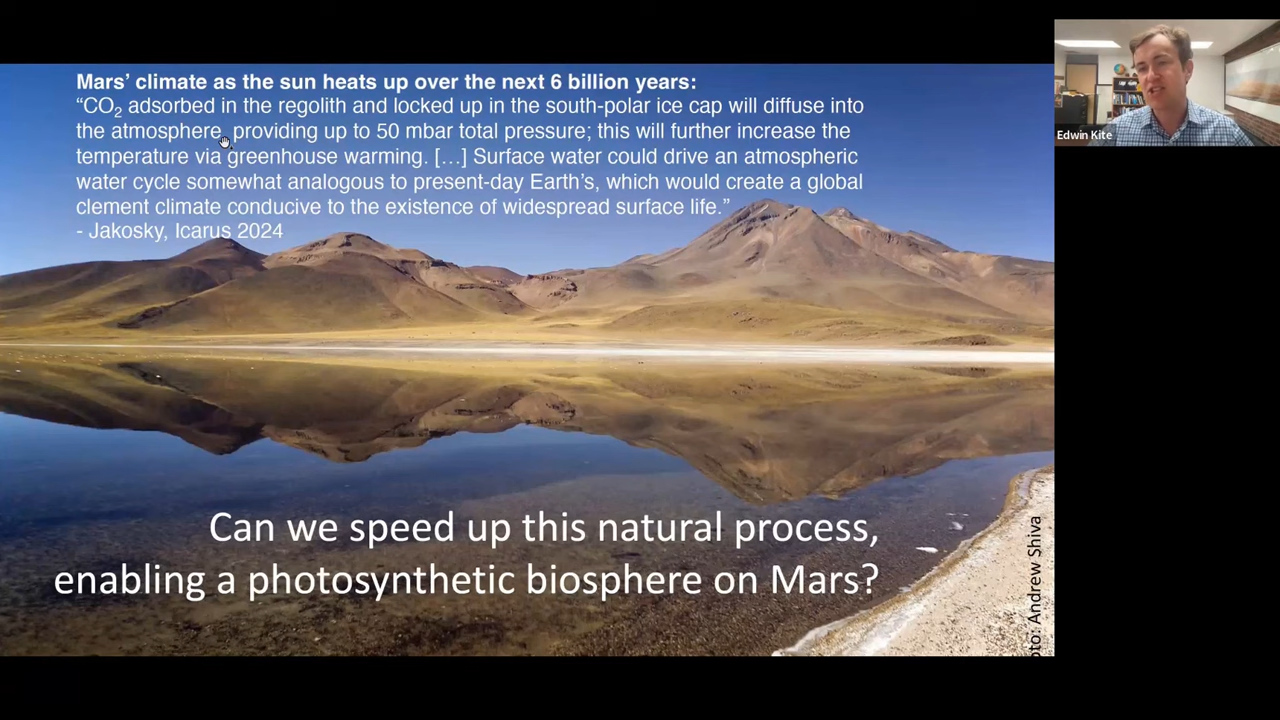 Mars’ climate as the sun heats up over the next 6 billion years:
“CO₂ adsorbed in the regolith and locked up in the south-polar ice cap will diffuse into
the atmosphere, providing up to 50 mbar total pressure; this will further increase the
temperature via greenhouse warming. […] Surface water could drive an atmospheric
water cycle somewhat analogous to present-day Earth’s, which would create a global
clement climate conducive to the existence of widespread surface life.”
- Jakosky, Icarus 2024
Can we speed up this natural process,
enabling a photosynthetic biosphere on Mars?
oto: Andrew Shiva
Edwin Kite